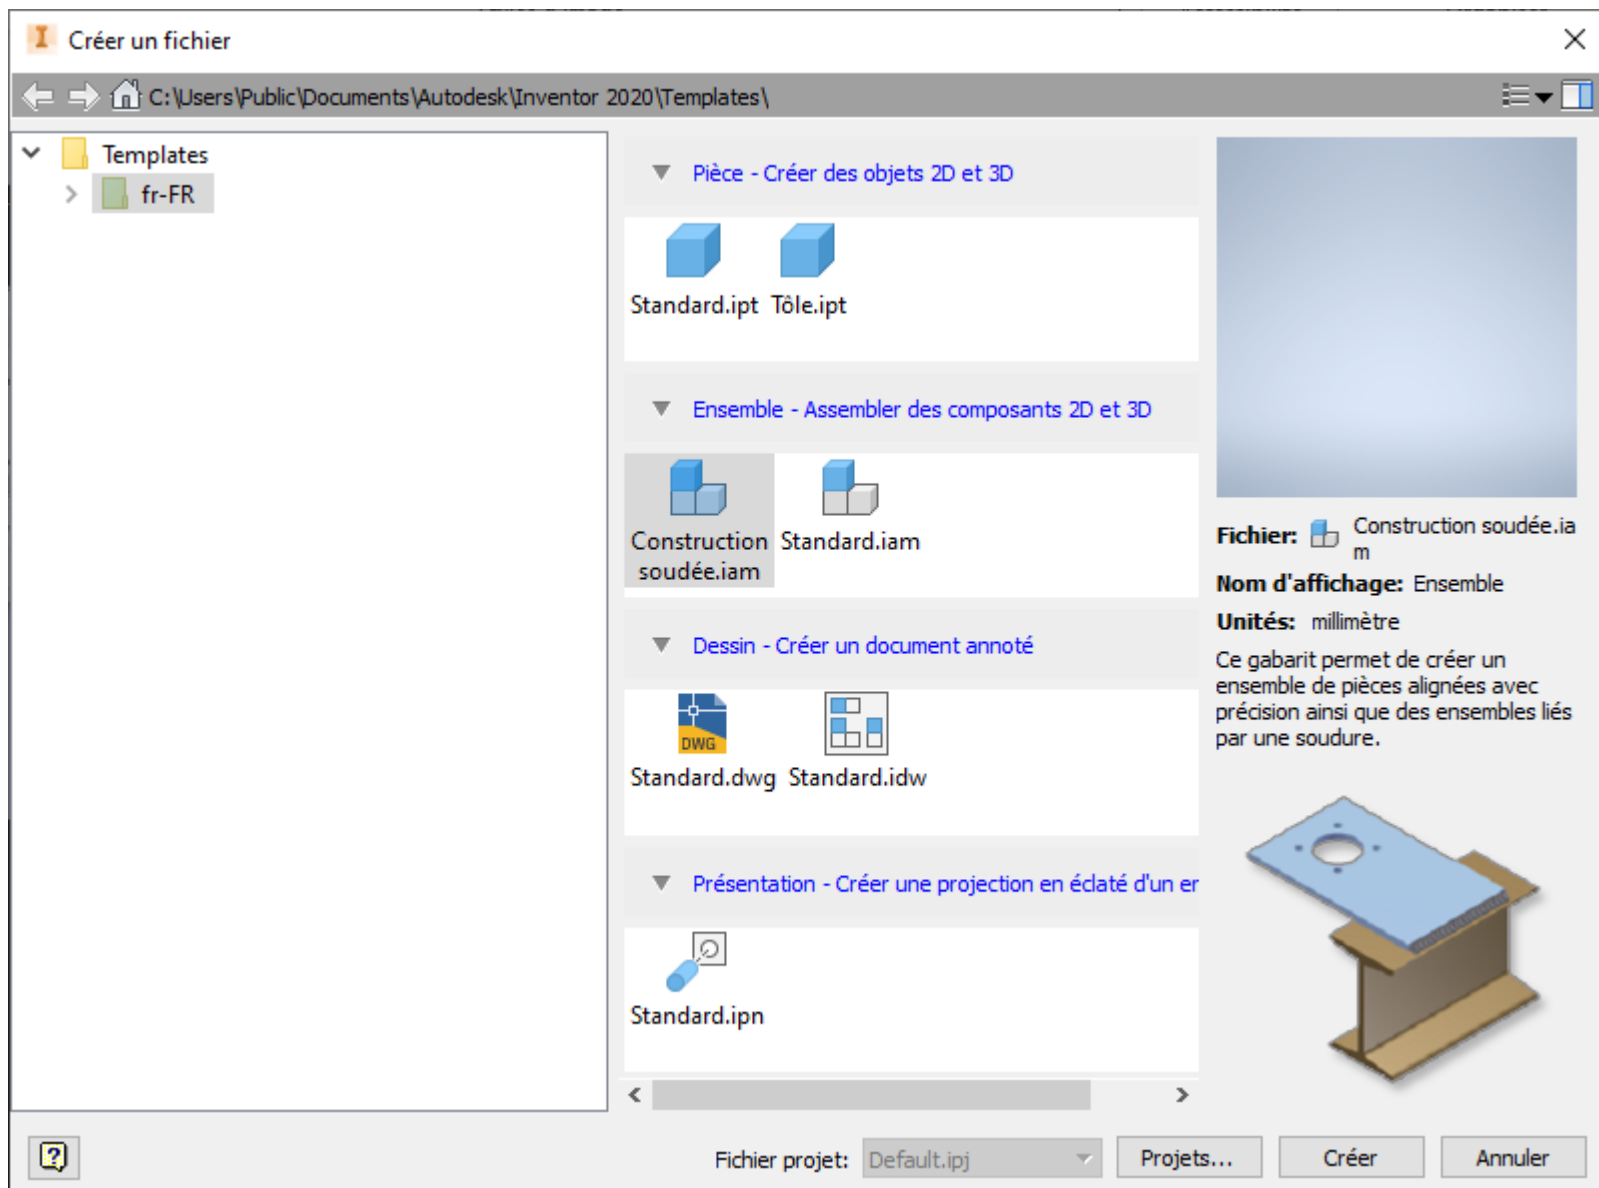 Créer un fichier
C:\Users\Public\Documents\Autodesk\Inventor 2020\Templates\
Templates
fr-FR
Pièce - Créer des objets 2D et 3D
Standard.ipt Tôle.ipt
Ensemble - Assembler des composants 2D et 3D
Construction soudée.iam
Standard.iam
Dessin - Créer un document annoté
DWG
Standard.dwg Standard.idw
Présentation - Créer une projection en éclaté d'un er
Standard.ipn
Fichier: Construction soudée.ia
m
Nom d'affichage: Ensemble
Unités: millimètre
Ce gabarit permet de créer un
ensemble de pièces alignées avec
précision ainsi que des ensembles liés
par une soudure.
Fichier projet: Default.ipj
Projets...
Créer
Annuler